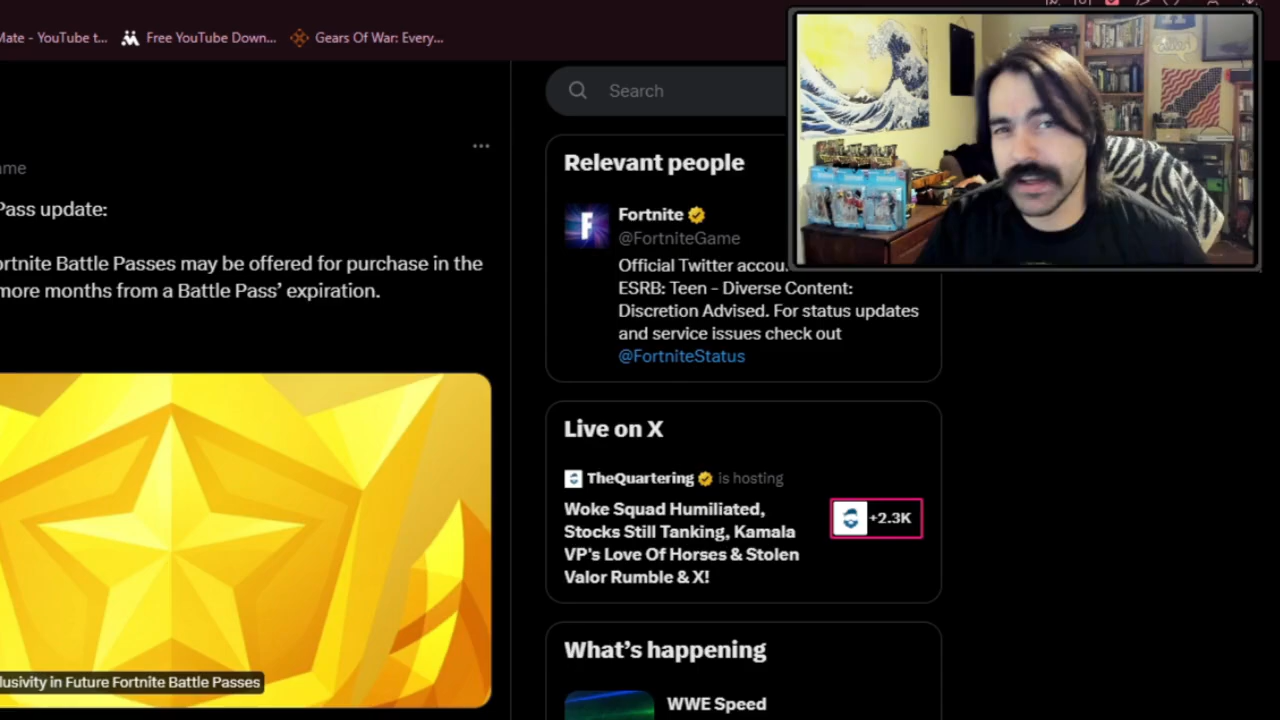 Mate - YouTube t...
Free YouTube Down...
Gears Of War: Every...
Search
ame
Pass update:
ortnite Battle Passes may be offered for purchase in the
more months from a Battle Pass' expiration.
lusivity in Future Fortnite Battle Passes
Relevant people
Fortnite
@FortniteGame
Official Twitter accou
ESRB: Teen - Diverse Content:
Discretion Advised. For status updates
and service issues check out
@FortniteStatus
Live on X
TheQuartering is hosting
Woke Squad Humiliated,
Stocks Still Tanking, Kamala
VP's Love Of Horses & Stolen
Valor Rumble & X!
+2.3K
What's happening
WWE Speed